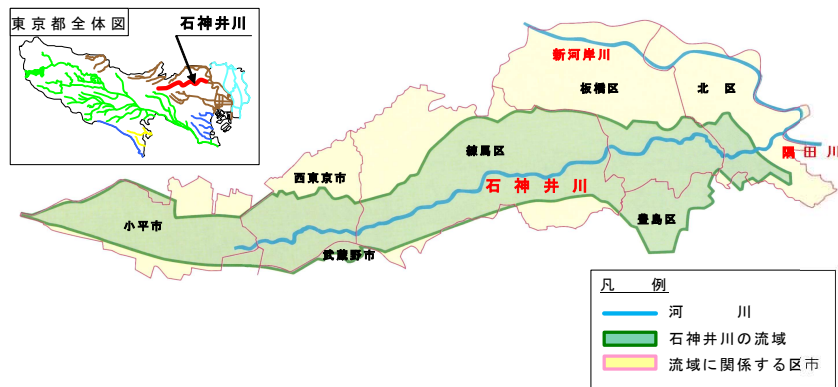 東京都全体図
石神井川
新河岸川
板橋区
北 区
隅田川
練馬区
西東京市
石神井川
小平市
武蔵野市
豊島区
凡 例
河 川
石神井川の流域
流域に関係する区市